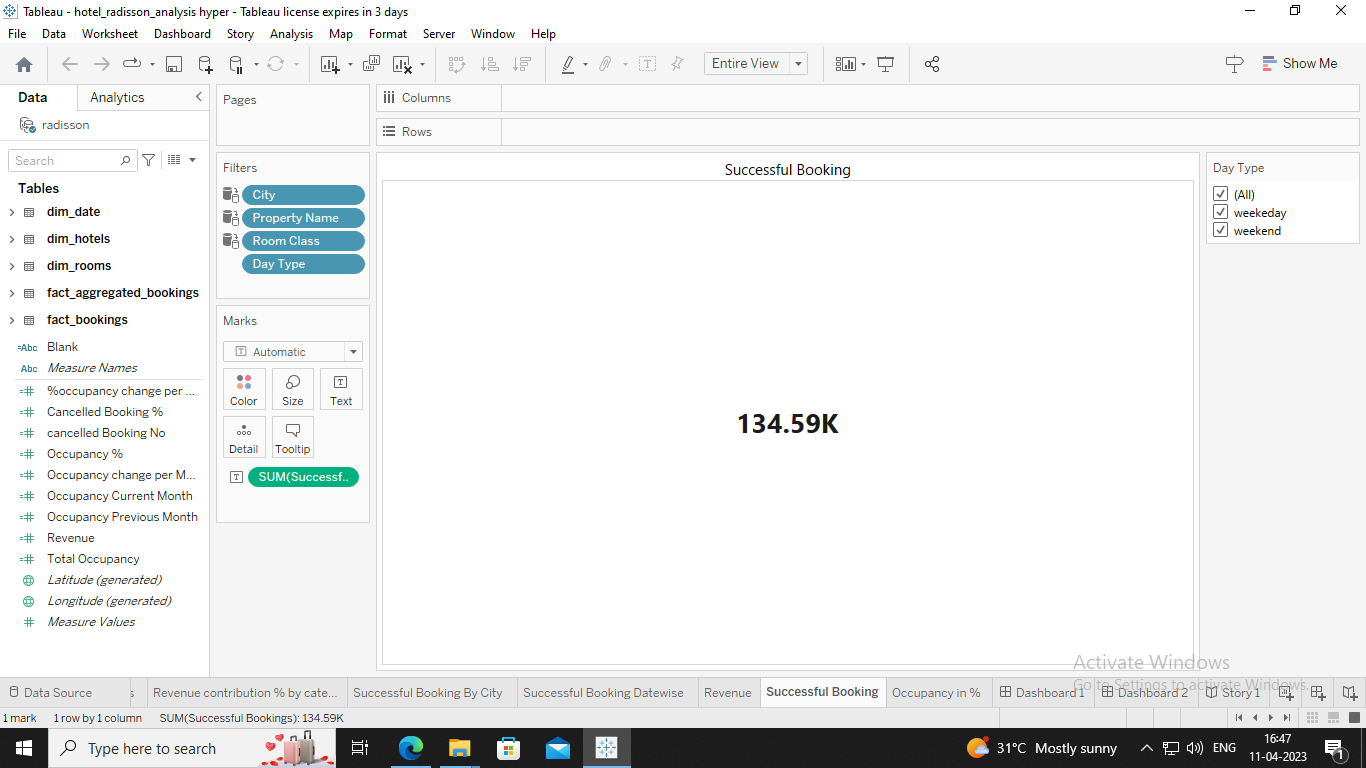 Tableau - hotel_radisson_analysis hyper - Tableau license expires in 3 days
File Data Worksheet Dashboard Story Analysis Map Format Server Window Help
Entire View
Show Me
Data Analytics
radisson
Search
Tables
dim_date
dim_hotels
dim_rooms
fact_aggregated_bookings
fact_bookings
=Abc Blank
Abc Measure Names
=# %occupancy change per ...
=# Cancelled Booking %
=# cancelled Booking No
=# Occupancy %
=# Occupancy change per M...
=# Occupancy Current Month
=# Occupancy Previous Month
=# Revenue
=# Total Occupancy
Latitude (generated)
Longitude (generated)
# Measure Values
Pages
Filters
City
Property Name
Room Class
Day Type
Marks
T Automatic
Color Size T Text
Detail Tooltip
T SUM(Successf..
Columns
Rows
Successful Booking
134.59K
Day Type
(All)
weekeday
weekend
Activate Windows
Go to Settings to activate Windows.
Data Source s Revenue contribution % by cate... Successful Booking By City Successful Booking Datewise Revenue Successful Booking Occupancy in % Dashboard 1 Dashboard 2 Story 1
1 mark 1 row by 1 column SUM(Successful Bookings): 134.59K
Type here to search
31°C Mostly sunny
ENG
16:47
11-04-2023
1